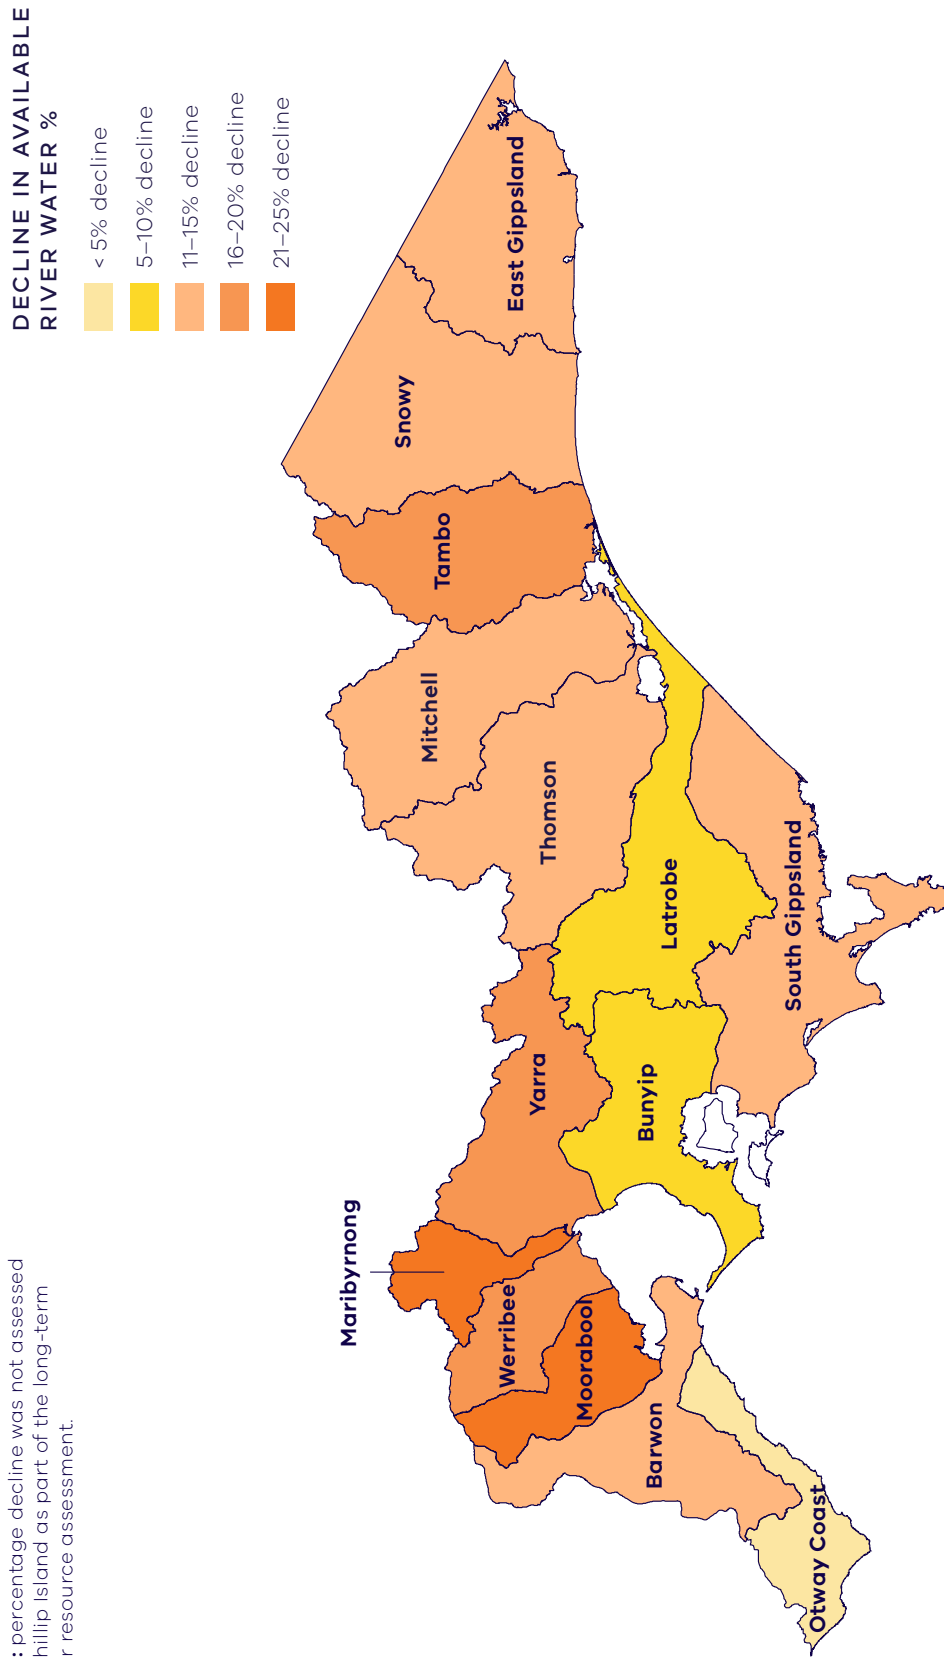 DECLINE IN AVAILABLE
RIVER WATER %
< 5% decline
5–10% decline
11–15% decline
16–20% decline
21–25% decline
East Gippsland
Snowy
Tambo
Mitchell
Thomson
Latrobe
South Gippsland
Yarra
Bunyip
Maribyrnong
Werribee
Moorabool
Barwon
Otway Coast
: percentage decline was not assessed
hillip Island as part of the long-term
r resource assessment.